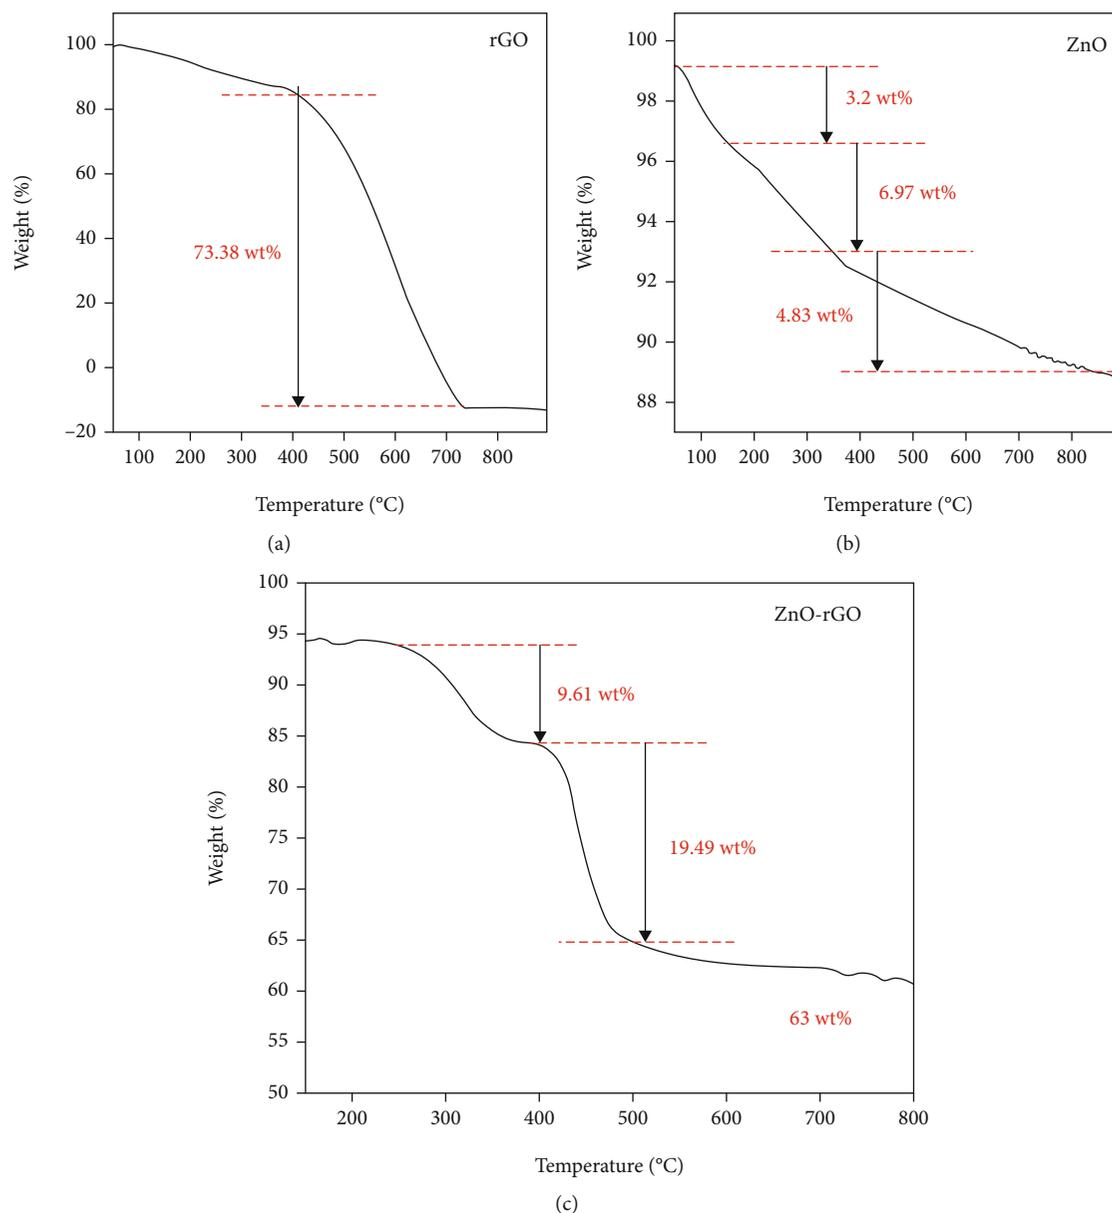 rGO
100
80
60
40
20
0
–20
Weight (%)
73.38 wt%
100 200 300 400 500 600 700 800
Temperature (°C)
(a)
ZnO
100
98
96
94
92
90
88
Weight (%)
3.2 wt%
6.97 wt%
4.83 wt%
100 200 300 400 500 600 700 800
Temperature (°C)
(b)
ZnO-rGO
100
95
90
85
80
75
70
65
60
55
50
Weight (%)
9.61 wt%
19.49 wt%
63 wt%
200 300 400 500 600 700 800
Temperature (°C)
(c)